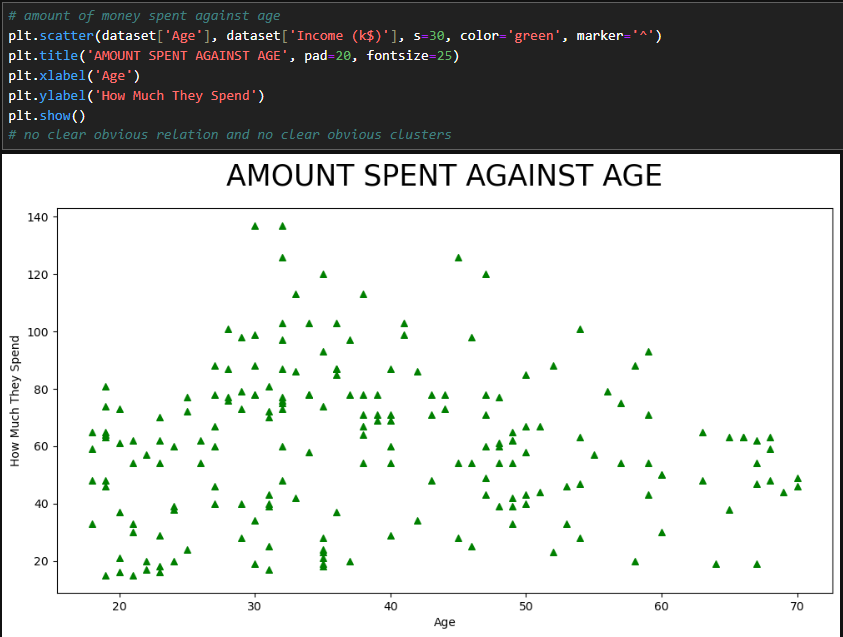 # amount of money spent against age
plt.scatter(dataset['Age'], dataset['Income (k$)'], s=30, color='green', marker='^')
plt.title('AMOUNT SPENT AGAINST AGE', pad=20, fontsize=25)
plt.xlabel('Age')
plt.ylabel('How Much They Spend')
plt.show()
# no clear obvious relation and no clear obvious clusters
AMOUNT SPENT AGAINST AGE
How Much They Spend
140
120
100
80
60
40
20
20 30 40 50 60 70
Age